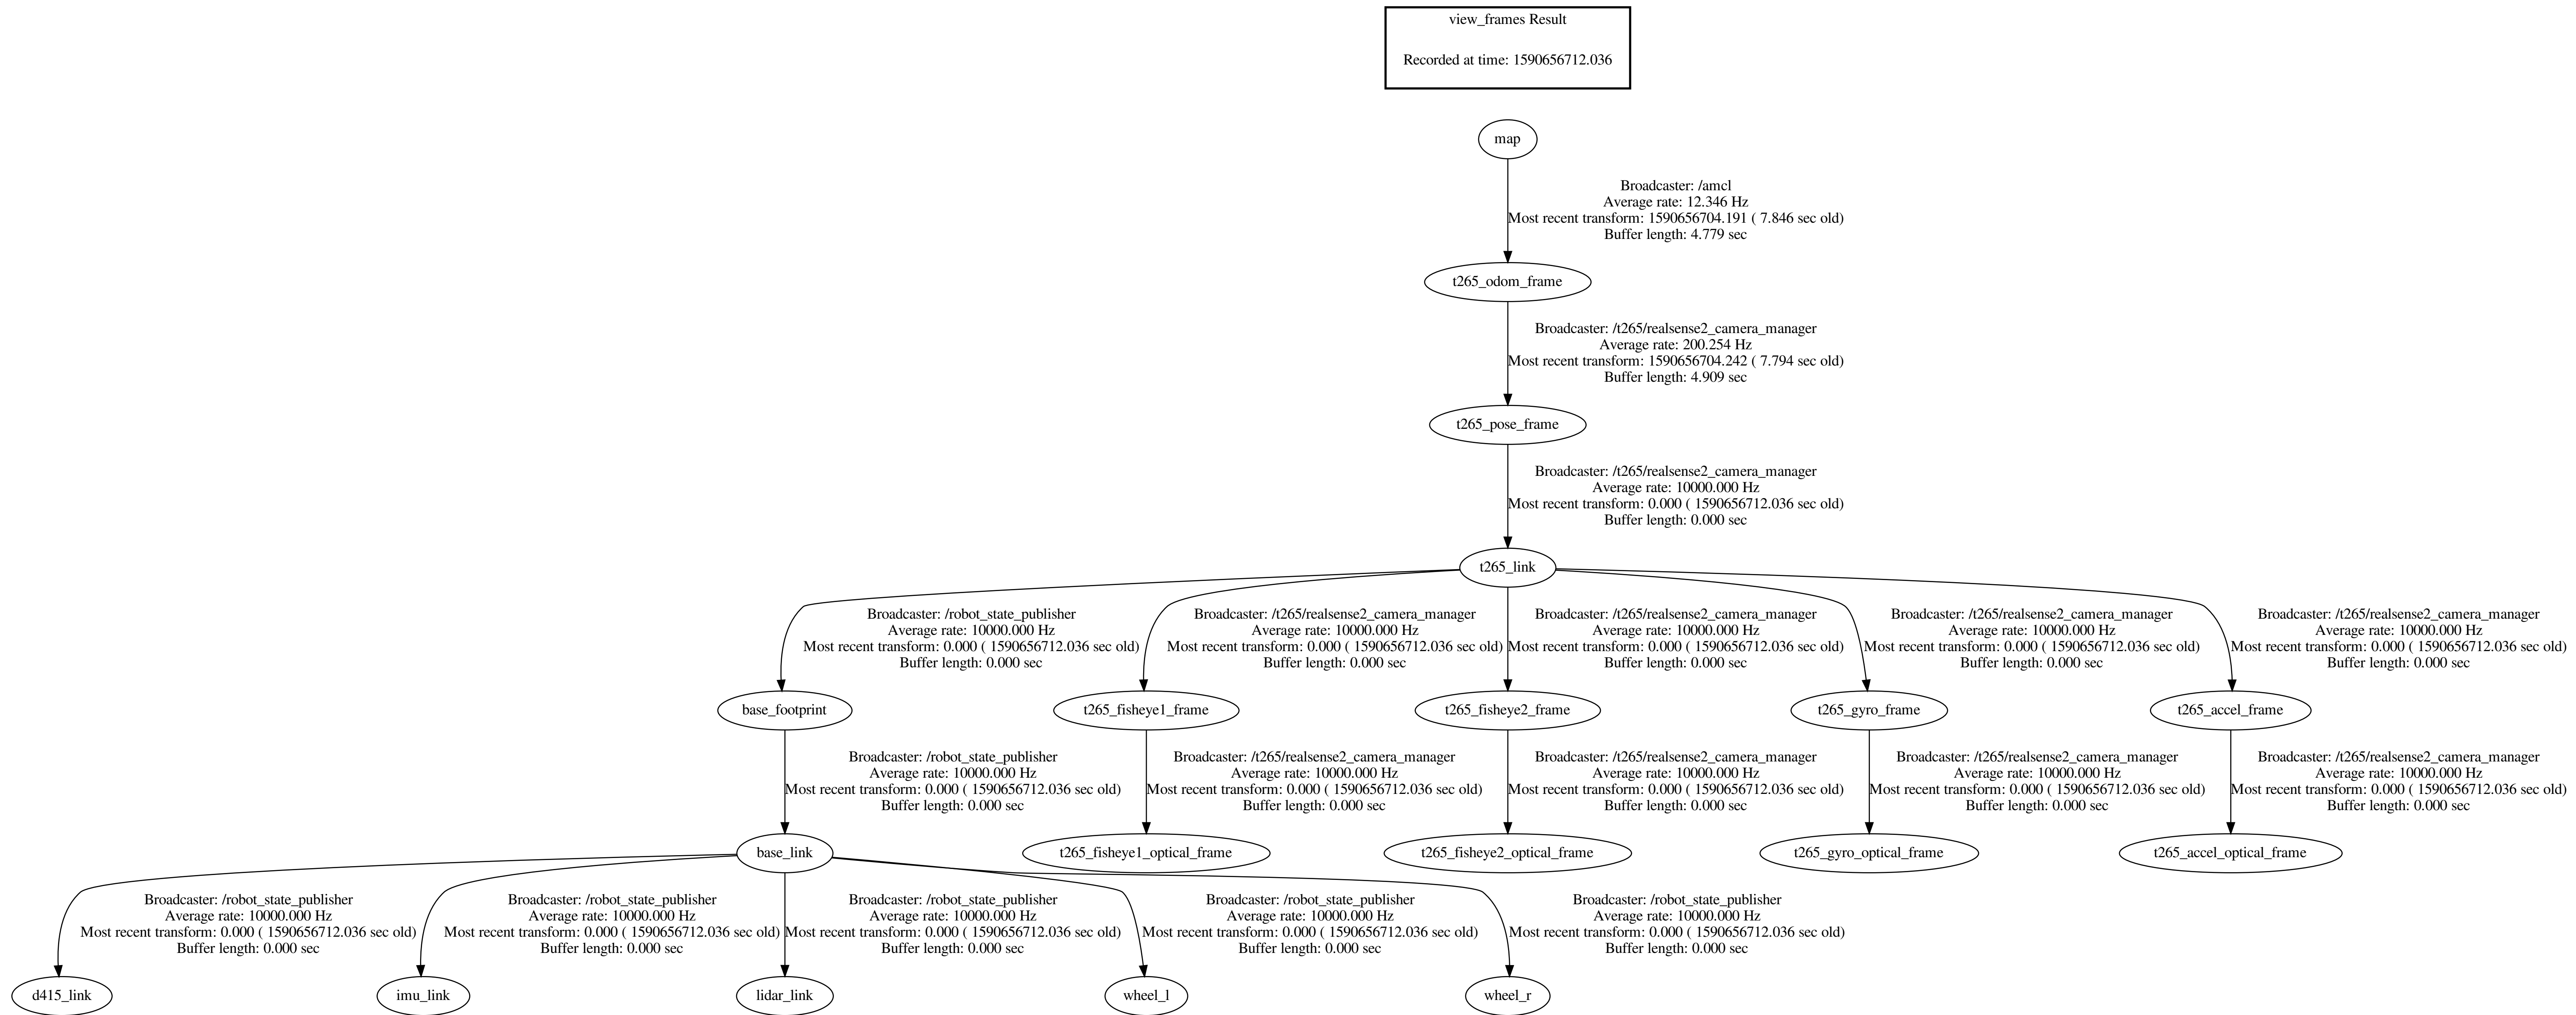 view_frames Result
Recorded at time: 1590656712.036
map
Broadcaster: /amcl
Average rate: 12.346 Hz
Most recent transform: 1590656704.191 ( 7.846 sec old)
Buffer length: 4.779 sec
t265_odom_frame
Broadcaster: /t265/realsense2_camera_manager
Average rate: 200.254 Hz
Most recent transform: 1590656704.242 ( 7.794 sec old)
Buffer length: 4.909 sec
t265_pose_frame
Broadcaster: /t265/realsense2_camera_manager
Average rate: 10000.000 Hz
Most recent transform: 0.000 ( 1590656712.036 sec old)
Buffer length: 0.000 sec
t265_link
Broadcaster: /robot_state_publisher
Average rate: 10000.000 Hz
Most recent transform: 0.000 ( 1590656712.036 sec old)
Buffer length: 0.000 sec
Broadcaster: /t265/realsense2_camera_manager
Average rate: 10000.000 Hz
Most recent transform: 0.000 ( 1590656712.036 sec old)
Buffer length: 0.000 sec
Broadcaster: /t265/realsense2_camera_manager
Average rate: 10000.000 Hz
Most recent transform: 0.000 ( 1590656712.036 sec old)
Buffer length: 0.000 sec
Broadcaster: /t265/realsense2_camera_manager
Average rate: 10000.000 Hz
Most recent transform: 0.000 ( 1590656712.036 sec old)
Buffer length: 0.000 sec
Broadcaster: /t265/realsense2_camera_manager
Average rate: 10000.000 Hz
Most recent transform: 0.000 ( 1590656712.036 sec old)
Buffer length: 0.000 sec
base_footprint
t265_fisheye1_frame
t265_fisheye2_frame
t265_gyro_frame
t265_accel_frame
Broadcaster: /robot_state_publisher
Average rate: 10000.000 Hz
Most recent transform: 0.000 ( 1590656712.036 sec old)
Buffer length: 0.000 sec
Broadcaster: /t265/realsense2_camera_manager
Average rate: 10000.000 Hz
Most recent transform: 0.000 ( 1590656712.036 sec old)
Buffer length: 0.000 sec
Broadcaster: /t265/realsense2_camera_manager
Average rate: 10000.000 Hz
Most recent transform: 0.000 ( 1590656712.036 sec old)
Buffer length: 0.000 sec
Broadcaster: /t265/realsense2_camera_manager
Average rate: 10000.000 Hz
Most recent transform: 0.000 ( 1590656712.036 sec old)
Buffer length: 0.000 sec
Broadcaster: /t265/realsense2_camera_manager
Average rate: 10000.000 Hz
Most recent transform: 0.000 ( 1590656712.036 sec old)
Buffer length: 0.000 sec
base_link
t265_fisheye1_optical_frame
t265_fisheye2_optical_frame
t265_gyro_optical_frame
t265_accel_optical_frame
Broadcaster: /robot_state_publisher
Average rate: 10000.000 Hz
Most recent transform: 0.000 ( 1590656712.036 sec old)
Buffer length: 0.000 sec
Broadcaster: /robot_state_publisher
Average rate: 10000.000 Hz
Most recent transform: 0.000 ( 1590656712.036 sec old)
Buffer length: 0.000 sec
Broadcaster: /robot_state_publisher
Average rate: 10000.000 Hz
Most recent transform: 0.000 ( 1590656712.036 sec old)
Buffer length: 0.000 sec
Broadcaster: /robot_state_publisher
Average rate: 10000.000 Hz
Most recent transform: 0.000 ( 1590656712.036 sec old)
Buffer length: 0.000 sec
Broadcaster: /robot_state_publisher
Average rate: 10000.000 Hz
Most recent transform: 0.000 ( 1590656712.036 sec old)
Buffer length: 0.000 sec
d415_link
imu_link
lidar_link
wheel_l
wheel_r